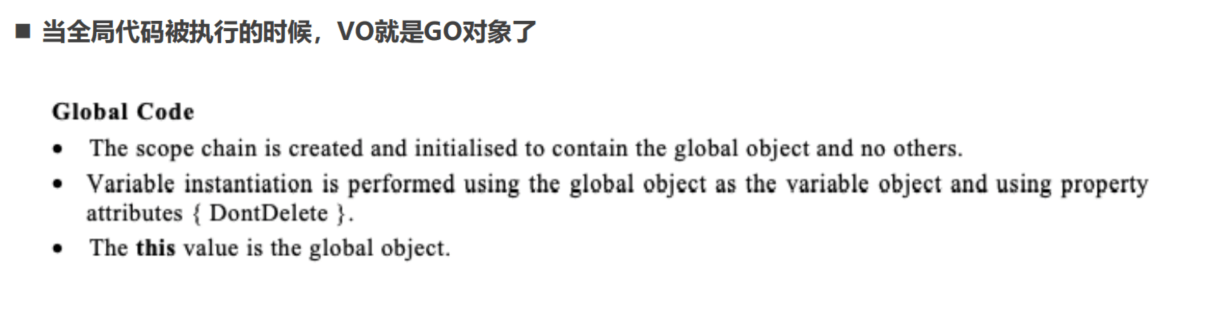 ■ 当全局代码被执行的时候，VO就是GO对象了
Global Code
• The scope chain is created and initialised to contain the global object and no others.
• Variable instantiation is performed using the global object as the variable object and using property
attributes { DontDelete }.
• The this value is the global object.